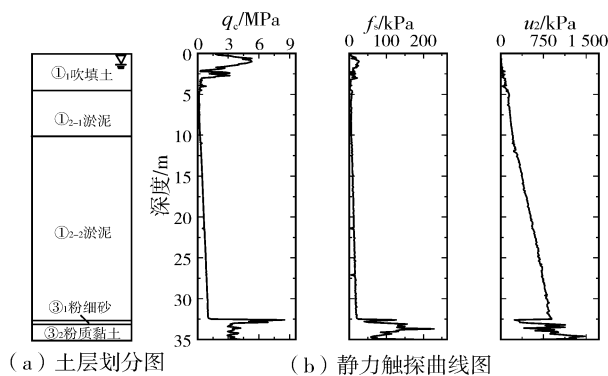 q_c/MPa
f_s/kPa
u_2/kPa
0 3 6 9
0 100 200
0 750 1 500
①₁吹填土
①₂₋₁淤泥
①₂₋₂淤泥
③₁粉细砂
③₂粉质黏土
深度/m
0
5
10
15
20
25
30
35
(a) 土层划分图
(b) 静力触探曲线图